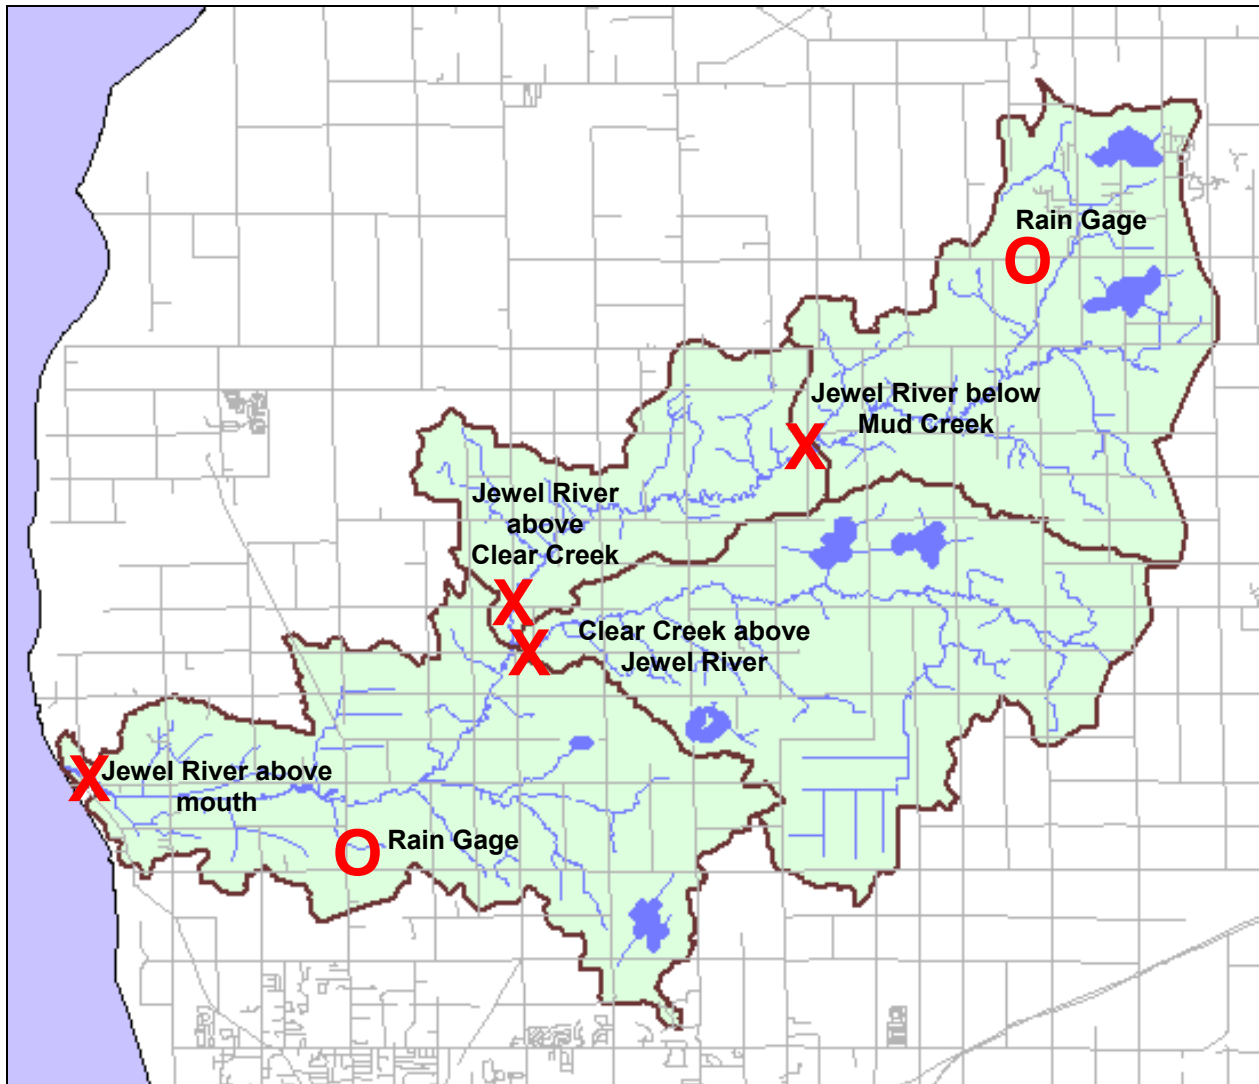 Rain Gage
Jewel River below
Mud Creek
Jewel River
above
Clear Creek
Clear Creek above
Jewel River
Jewel River above
mouth
Rain Gage